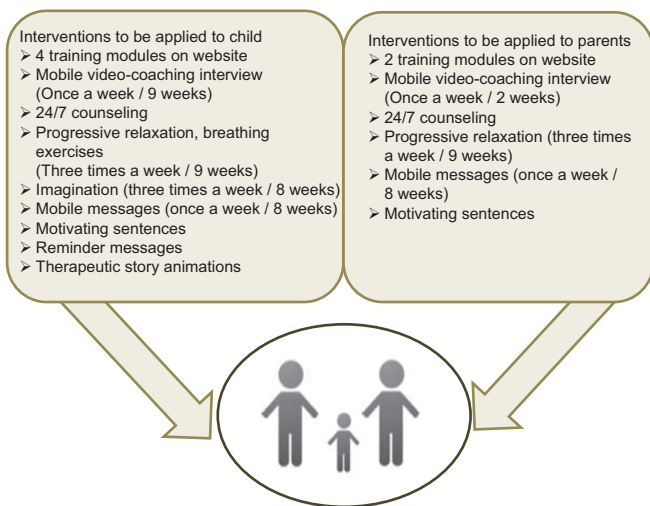 Interventions to be applied to child
➢ 4 training modules on website
➢ Mobile video-coaching interview
(Once a week / 9 weeks)
➢ 24/7 counseling
➢ Progressive relaxation, breathing
exercises
(Three times a week / 9 weeks)
➢ Imagination (three times a week / 8 weeks)
➢ Mobile messages (once a week / 8 weeks)
➢ Motivating sentences
➢ Reminder messages
➢ Therapeutic story animations
Interventions to be applied to parents
➢ 2 training modules on website
➢ Mobile video-coaching interview
(Once a week / 2 weeks)
➢ 24/7 counseling
➢ Progressive relaxation (three times
a week / 9 weeks)
➢ Mobile messages (once a week /
8 weeks)
➢ Motivating sentences